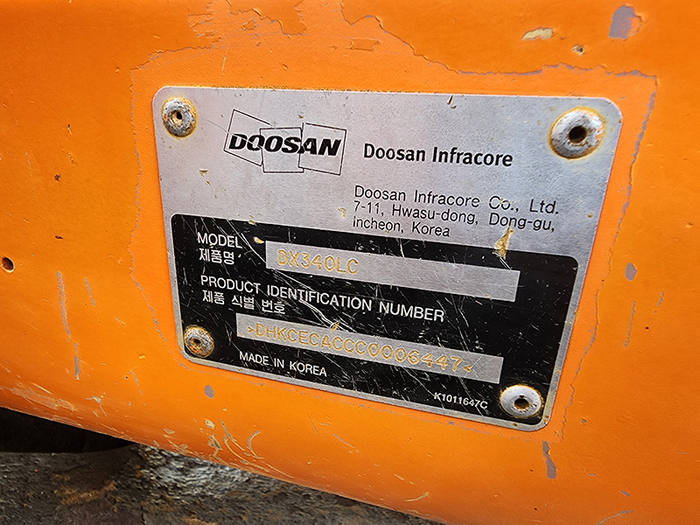 DOOSAN Doosan Infracore
Doosan Infracore Co., Ltd.
7-11, Hwasu-dong, Dong-gu,
Incheon, Korea
MODEL
제품명
DX340LC
PRODUCT IDENTIFICATION NUMBER
제품 식별 번호
>DHKCECACCC0006447<
MADE IN KOREA
K1011647C